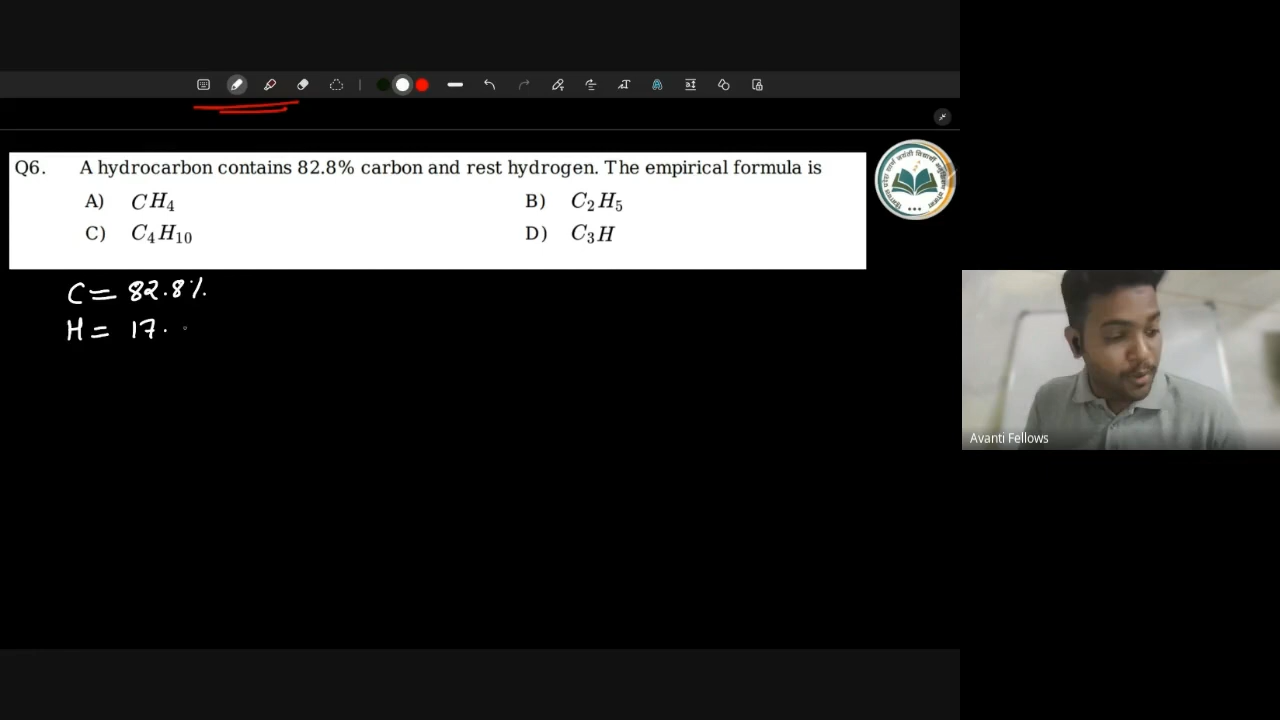 Q6. A hydrocarbon contains 82.8% carbon and rest hydrogen. The empirical formula is
A) CH₄ B) C₂H₅
C) C₄H₁₀ D) C₃H
C = 82.8%.
H = 17.
Avanti Fellows